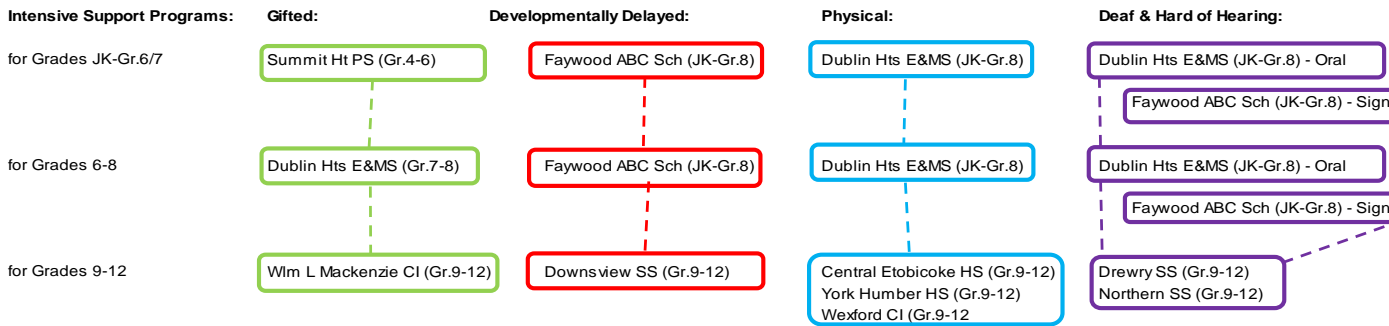 Intensive Support Programs: Gifted: Developmentally Delayed: Physical: Deaf & Hard of Hearing:
for Grades JK-Gr.6/7 Summit Ht PS (Gr.4-6) Faywood ABC Sch (JK-Gr.8) Dublin Hts E&MS (JK-Gr.8) Dublin Hts E&MS (JK-Gr.8) - Oral
Faywood ABC Sch (JK-Gr.8) - Sign
for Grades 6-8 Dublin Hts E&MS (Gr.7-8) Faywood ABC Sch (JK-Gr.8) Dublin Hts E&MS (JK-Gr.8) Dublin Hts E&MS (JK-Gr.8) - Oral
Faywood ABC Sch (JK-Gr.8) - Sign
for Grades 9-12 Wlm L Mackenzie CI (Gr.9-12) Downsview SS (Gr.9-12) Central Etobicoke HS (Gr.9-12) Drewry SS (Gr.9-12)
York Humber HS (Gr.9-12) Northern SS (Gr.9-12)
Wexford CI (Gr.9-12